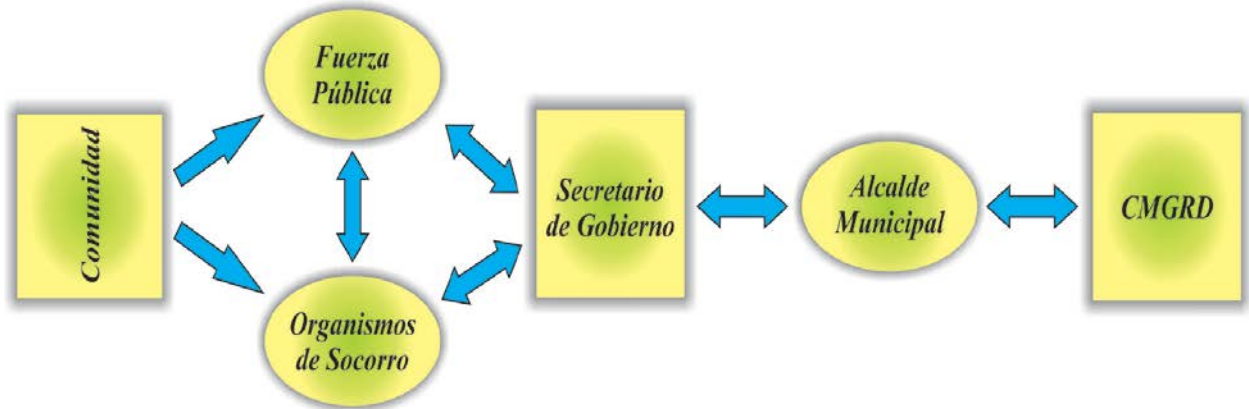 Comunidad
Fuerza
Pública
Organismos
de Socorro
Secretario
de Gobierno
Alcalde
Municipal
CMGRD